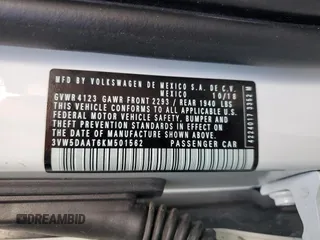 MFD BY VOLKSWAGEN DE MEXICO S.A. DE C.V.
MEXICO 10/18
GVWR 4123 GAWR FRONT 2293 / REAR 1940 LBS
THIS VEHICLE CONFORMS TO ALL APPLICABLE U.S.
FEDERAL MOTOR VEHICLE SAFETY, BUMPER AND
THEFT PREVENTION STANDARDS IN EFFECT ON THE
DATE OF MANUFACTURE SHOWN ABOVE.
3VW5DAAT6KM501562 PASSENGER CAR
4224017 3352 M
DREAMBID